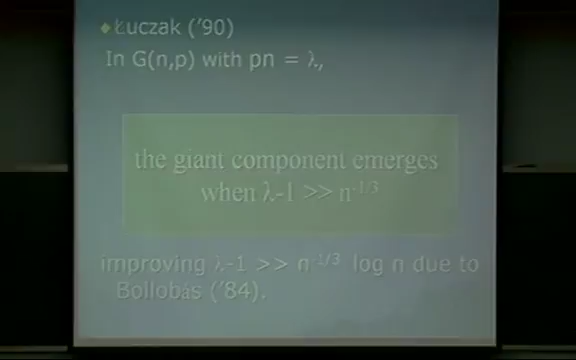 Łuczak ('90)
In G(n,p) with pn = λ,
the giant component emerges
when λ-1 >> n^-1/3
improving λ-1 >> n^-1/3 log n due to
Bollobás ('84).